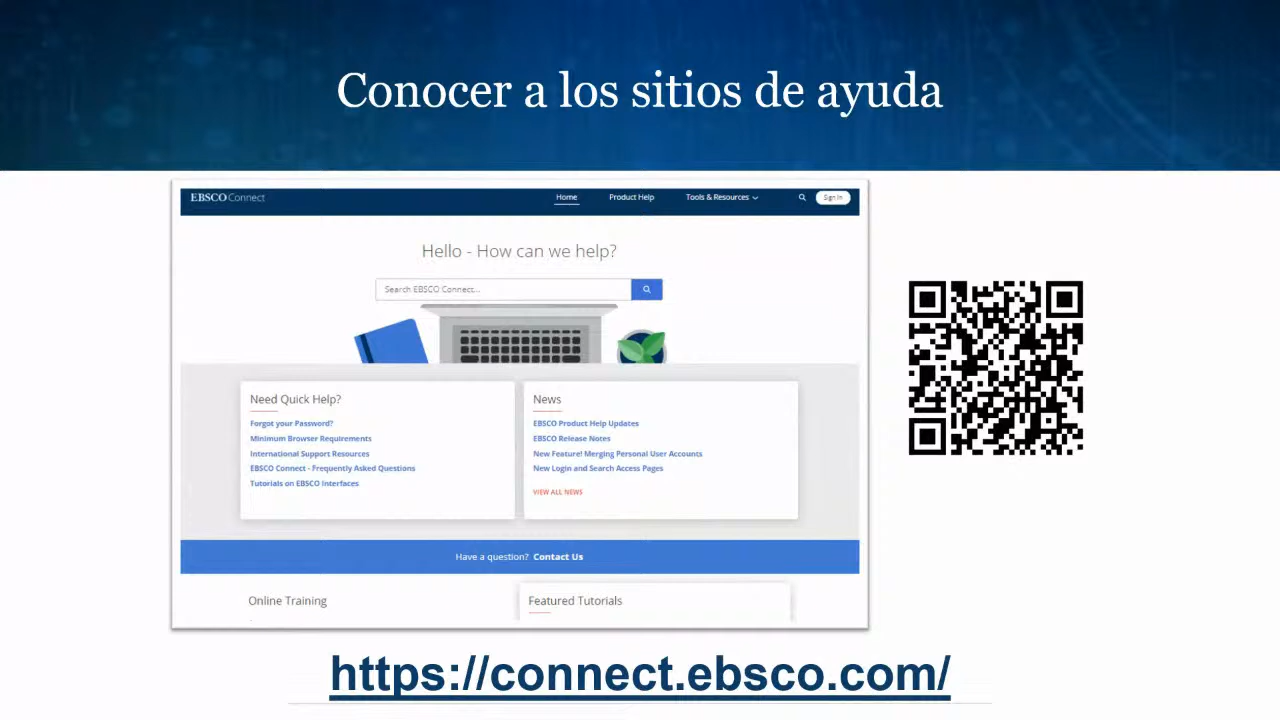 Conocer a los sitios de ayuda
EBSCO Connect
Home
Product Help
Tools & Resources
Sign In
Hello - How can we help?
Search EBSCO Connect...
Need Quick Help?
Forgot your Password?
Minimum Browser Requirements
International Support Resources
EBSCO Connect - Frequently Asked Questions
Tutorials on EBSCO Interfaces
News
EBSCO Product Help Updates
EBSCO Release Notes
New Feature! Merging Personal User Accounts
New Login and Search Access Pages
VIEW ALL NEWS
Have a question? Contact Us
Online Training
Featured Tutorials
https://connect.ebsco.com/